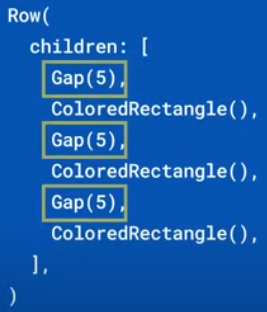 Row(
  children: [
    Gap(5),
    ColoredRectangle(),
    Gap(5),
    ColoredRectangle(),
    Gap(5),
    ColoredRectangle(),
  ],
)